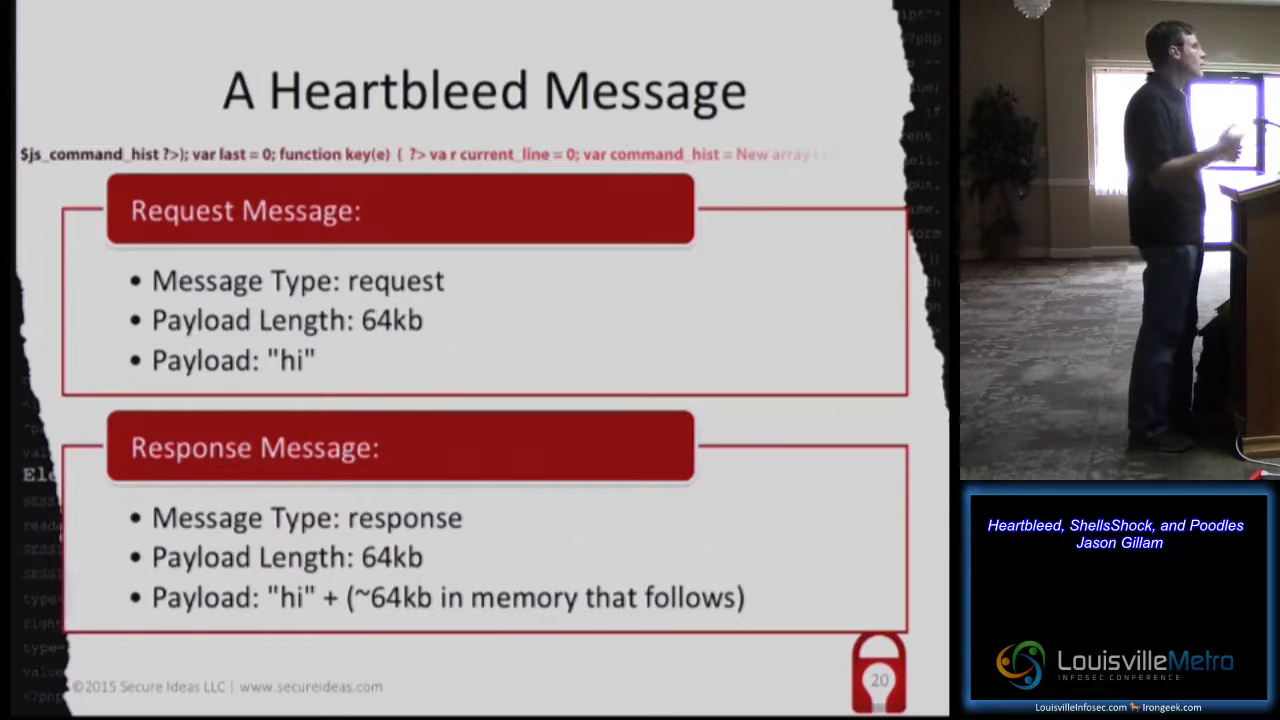 A Heartbleed Message
$js_command_hist ?>); var last = 0; function key(e) { ?> va r current_line = 0; var command_hist = New array
Request Message:
• Message Type: request
• Payload Length: 64kb
• Payload: "hi"
Response Message:
• Message Type: response
• Payload Length: 64kb
• Payload: "hi" + (~64kb in memory that follows)
©2015 Secure Ideas LLC | www.secureideas.com
20
Heartbleed, ShellsShock, and Poodles
Jason Gillam
LouisvilleMetro
INFOSEC CONFERENCE
LouisvilleInfosec.com Irongeek.com